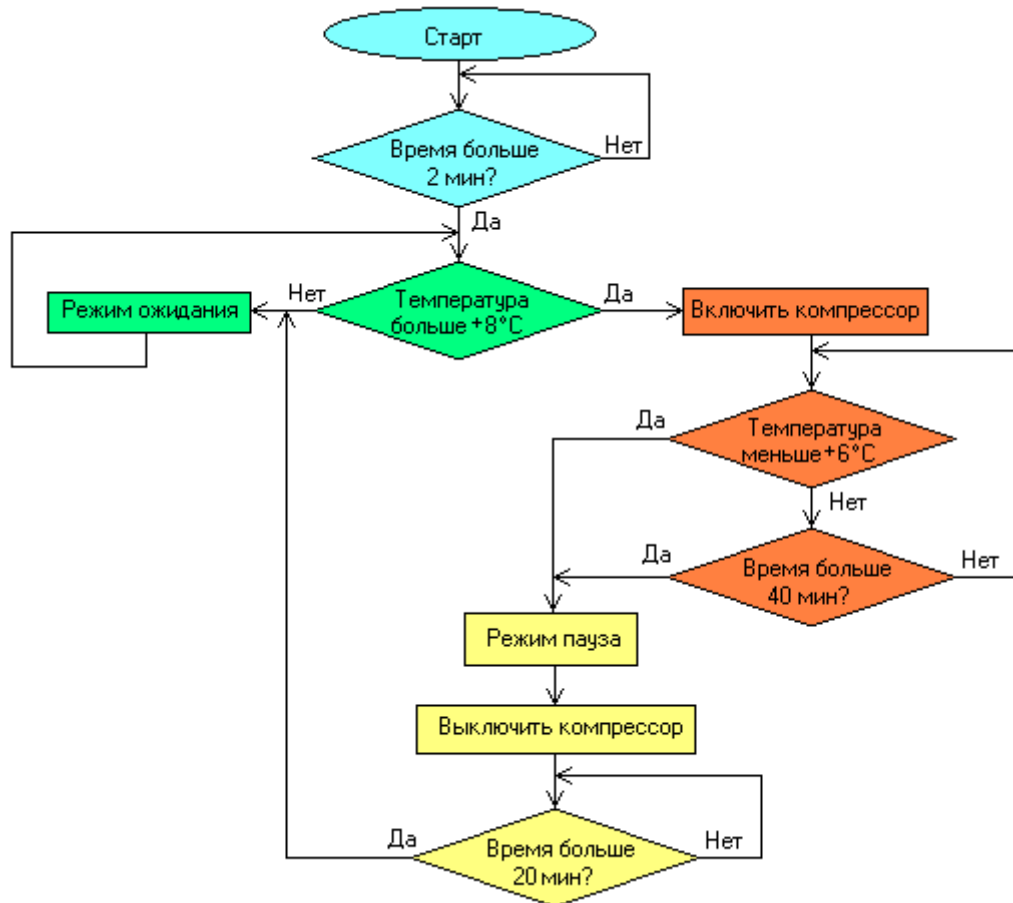 Старт
Время больше
2 мин?
Нет
Да
Режим ожидания
Нет
Температура
больше +8°С
Да
Включить компрессор
Да
Температура
меньше +6°С
Нет
Да
Время больше
40 мин?
Нет
Режим пауза
Выключить компрессор
Да
Время больше
20 мин?
Нет